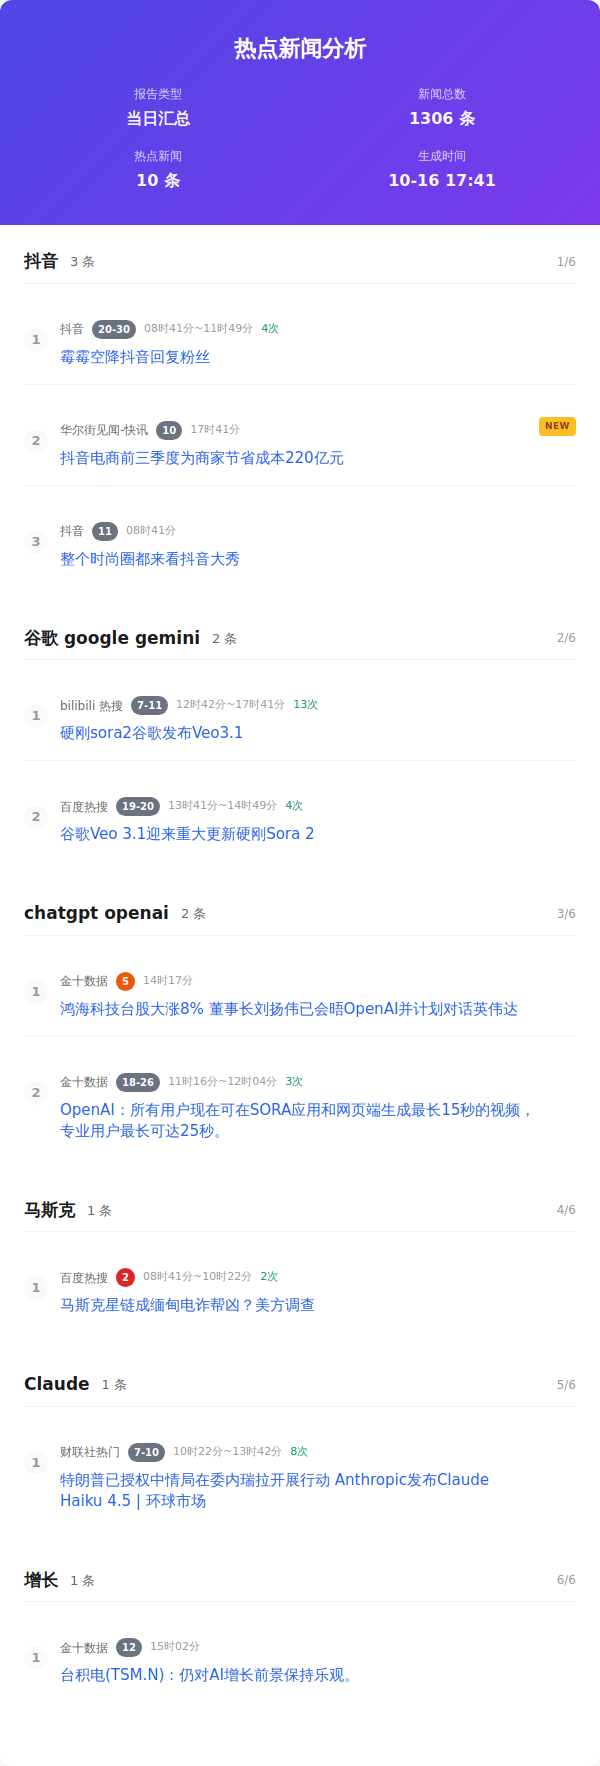 热点新闻分析
报告类型 新闻总数
当日汇总 1306 条
热点新闻 生成时间
10 条 10-16 17:41
抖音 3 条 1/6
抖音 20-30 08时41分~11时49分 4次
1
霉霉空降抖音回复粉丝
华尔街见闻-快讯 10 17时41分 NEW
2
抖音电商前三季度为商家节省成本220亿元
抖音 11 08时41分
3
整个时尚圈都来看抖音大秀
谷歌 google gemini 2 条 2/6
bilibili 热搜 7-11 12时42分~17时41分 13次
1
硬刚sora2谷歌发布Veo3.1
百度热搜 19-20 13时41分~14时49分 4次
2
谷歌Veo 3.1迎来重大更新硬刚Sora 2
chatgpt openai 2 条 3/6
金十数据 5 14时17分
1
鸿海科技台股大涨8% 董事长刘扬伟已会晤OpenAI并计划对话英伟达
金十数据 18-26 11时16分~12时04分 3次
2
OpenAI：所有用户现在可在SORA应用和网页端生成最长15秒的视频，
专业用户最长可达25秒。
马斯克 1 条 4/6
百度热搜 2 08时41分~10时22分 2次
1
马斯克星链成缅甸电诈帮凶？美方调查
Claude 1 条 5/6
财联社热门 7-10 10时22分~13时42分 8次
1
特朗普已授权中情局在委内瑞拉开展行动 Anthropic发布Claude
Haiku 4.5 | 环球市场
增长 1 条 6/6
金十数据 12 15时02分
1
台积电(TSM.N)：仍对AI增长前景保持乐观。